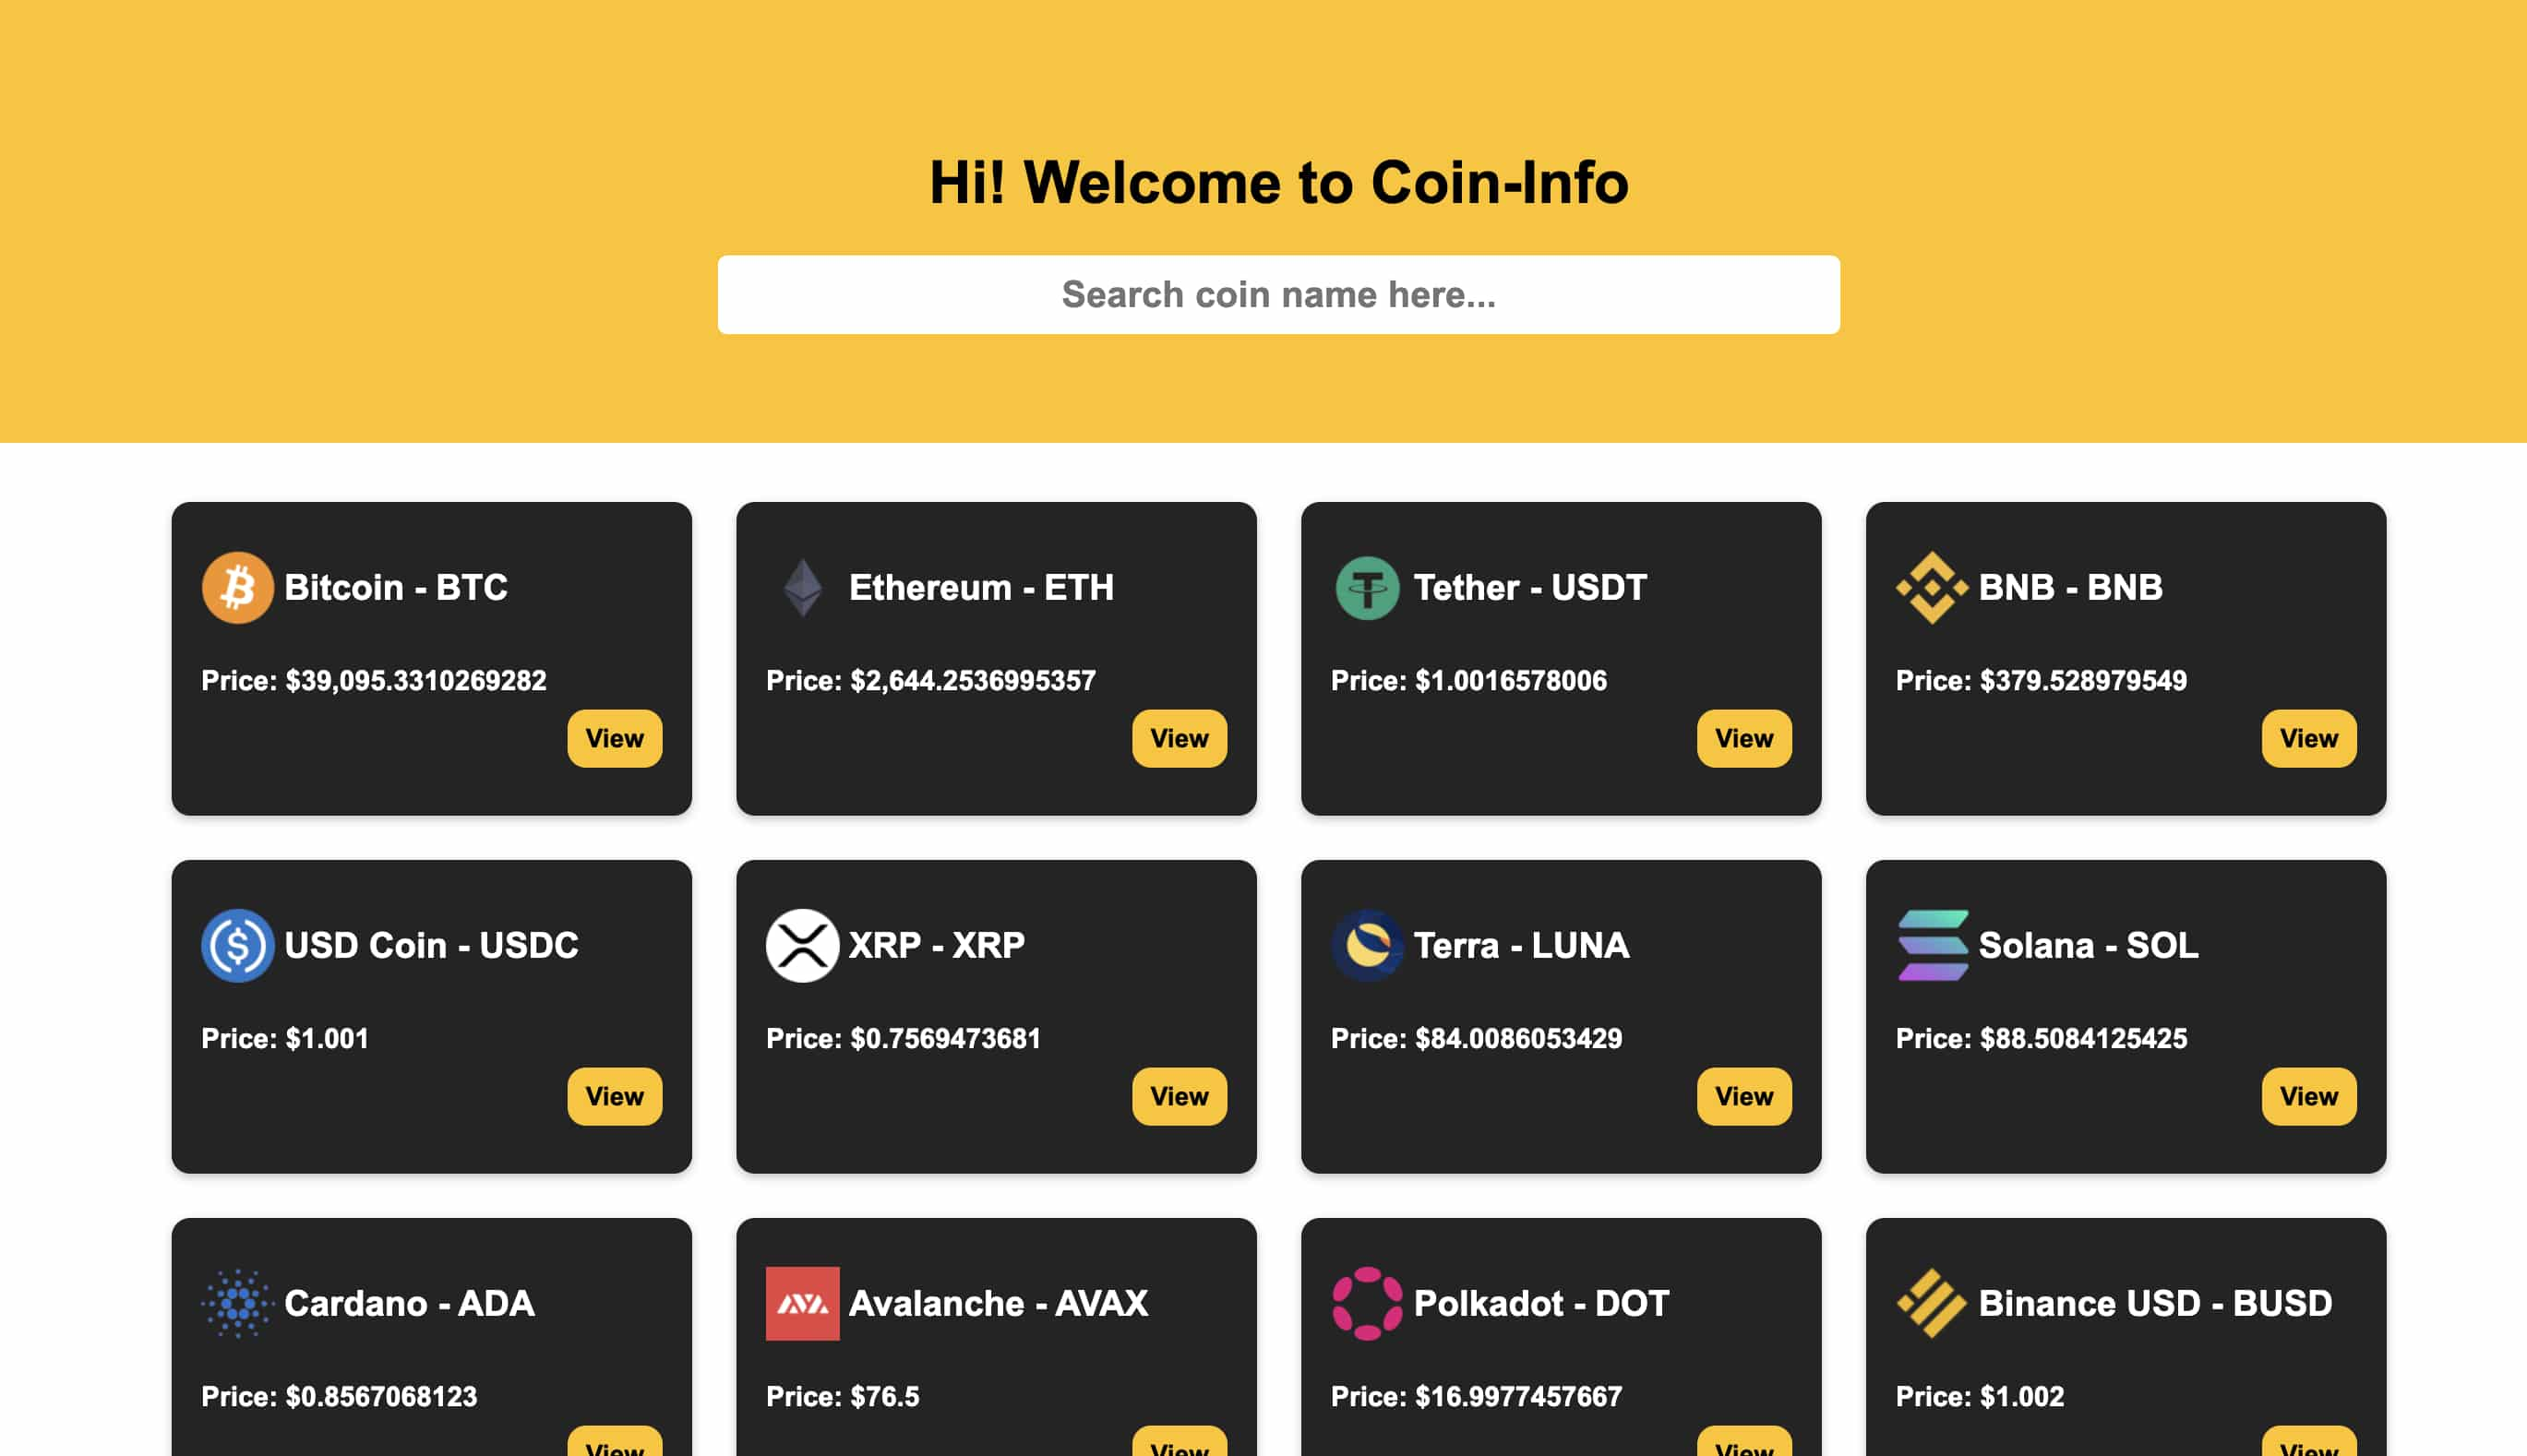 Hi! Welcome to Coin-Info
Search coin name here...
Bitcoin - BTC
Price: $39,095.3310269282
View
Ethereum - ETH
Price: $2,644.2536995357
View
Tether - USDT
Price: $1.0016578006
View
BNB - BNB
Price: $379.528979549
View
USD Coin - USDC
Price: $1.001
View
XRP - XRP
Price: $0.7569473681
View
Terra - LUNA
Price: $84.0086053429
View
Solana - SOL
Price: $88.5084125425
View
Cardano - ADA
Price: $0.8567068123
View
Avalanche - AVAX
Price: $76.5
View
Polkadot - DOT
Price: $16.9977457667
View
Binance USD - BUSD
Price: $1.002
View